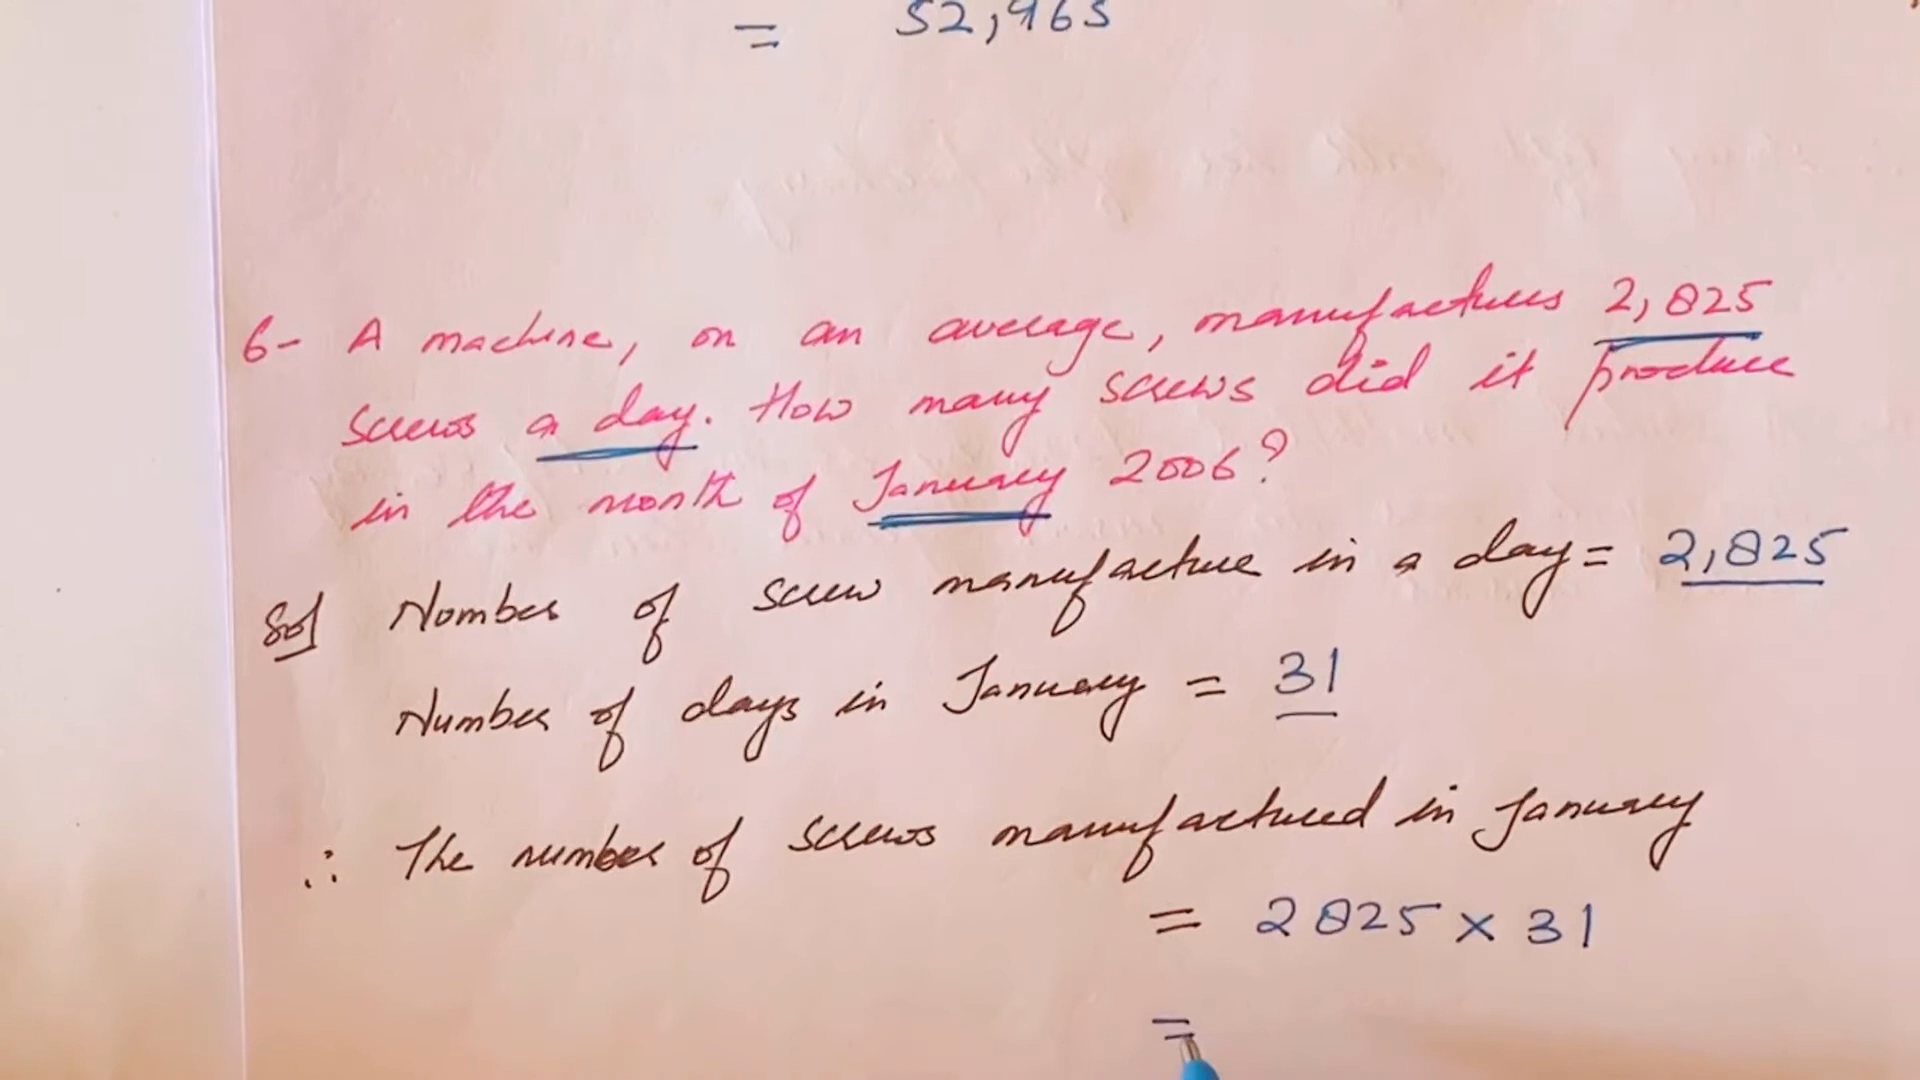 = 52,965
6- A machine, on an average, manufactures 2,825
screws a day. How many screws did it produce
in the month of January 2006?
Sol Number of screw manufacture in a day = 2,825
Number of days in January = 31
∴ The number of screws manufactured in January
= 2825 × 31
=